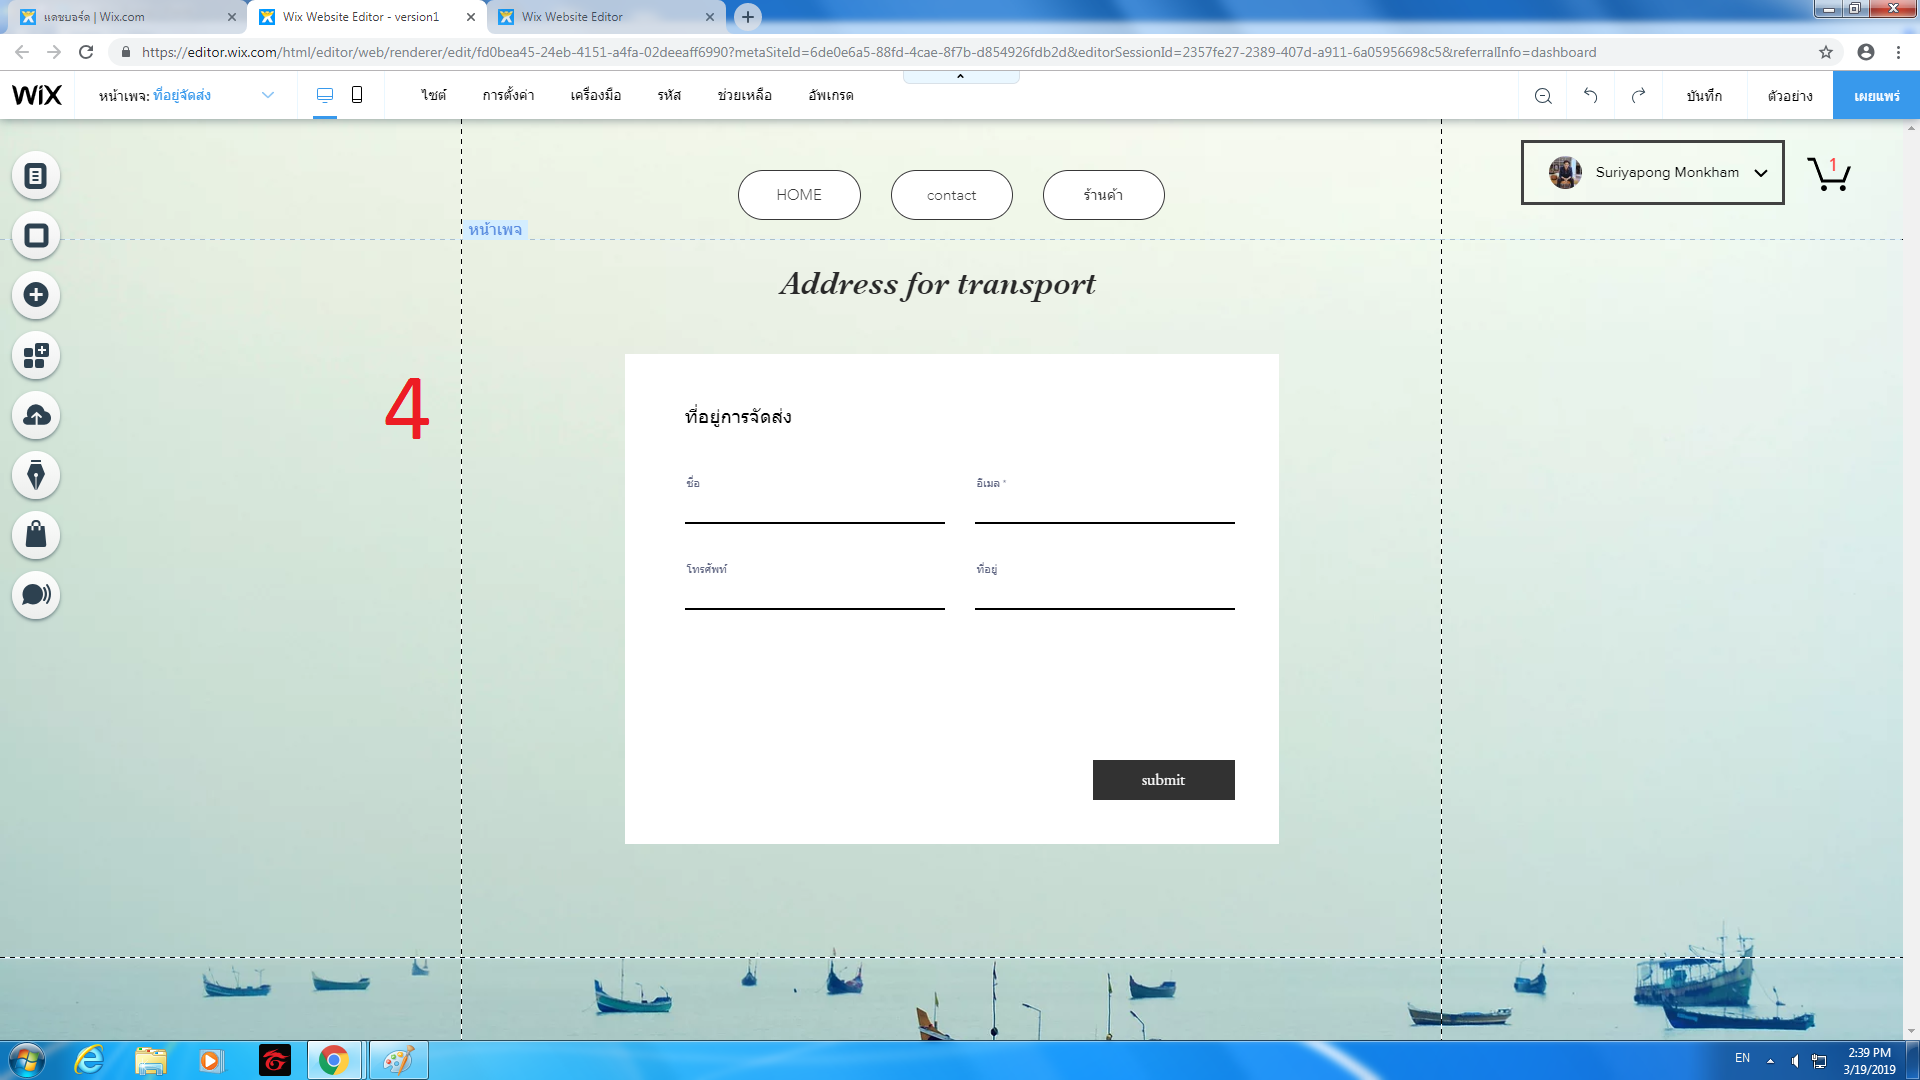 แดชบอร์ด | Wix.com
Wix Website Editor - version1
Wix Website Editor
https://editor.wix.com/html/editor/web/renderer/edit/fd0bea45-24eb-4151-a4fa-02deeaff6990?metaSiteId=6de0e6a5-88fd-4cae-8f7b-d854926fdb2d&editorSessionId=2357fe27-2389-407d-a911-6a05956698c5&referralInfo=dashboard
WiX
หน้าเพจ: ที่อยู่จัดส่ง
ไซต์
การตั้งค่า
เครื่องมือ
รหัส
ช่วยเหลือ
อัพเกรด
บันทึก
ตัวอย่าง
เผยแพร่
HOME
contact
ร้านค้า
Suriyapong Monkham
1
หน้าเพจ
Address for transport
4
ที่อยู่การจัดส่ง
ชื่อ
อีเมล *
โทรศัพท์
ที่อยู่
submit
EN
2:39 PM
3/19/2019